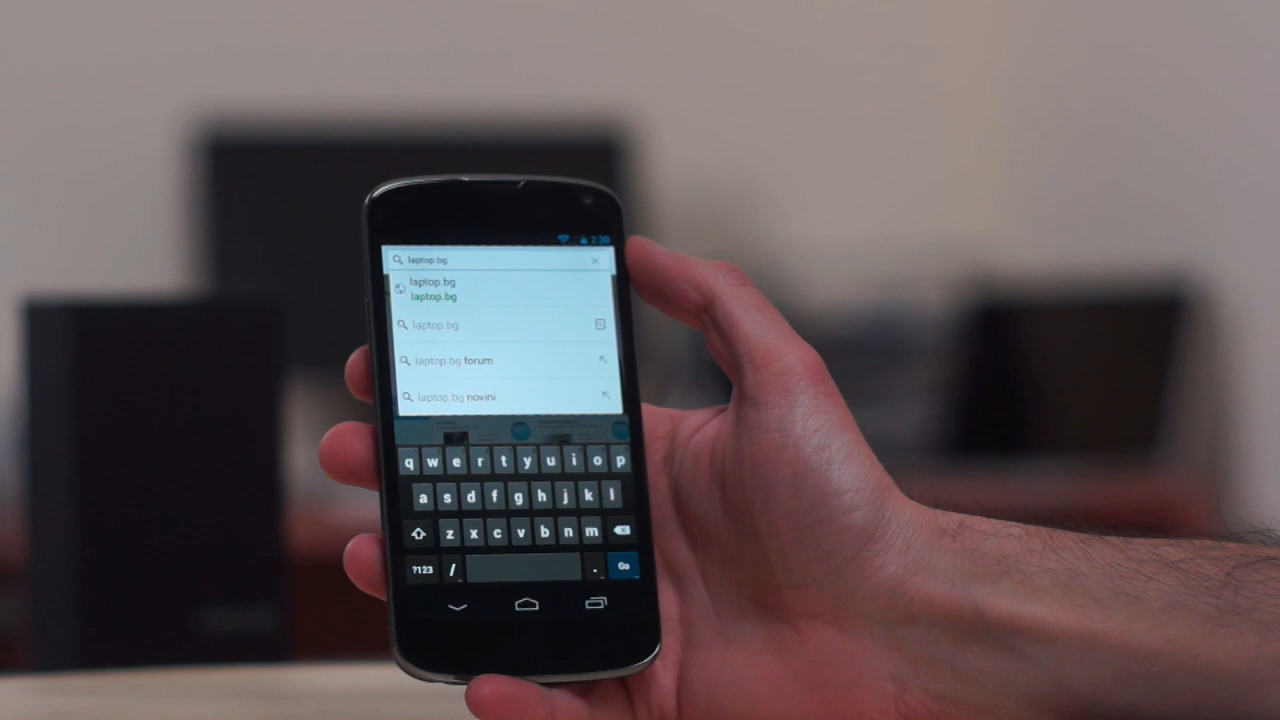 2:30
laptop.bg
laptop.bg
laptop.bg
laptop.bg
laptop.bg forum
laptop.bg novini
q w e r t y u i o p
a s d f g h j k l
z x c v b n m
?123 / . Go